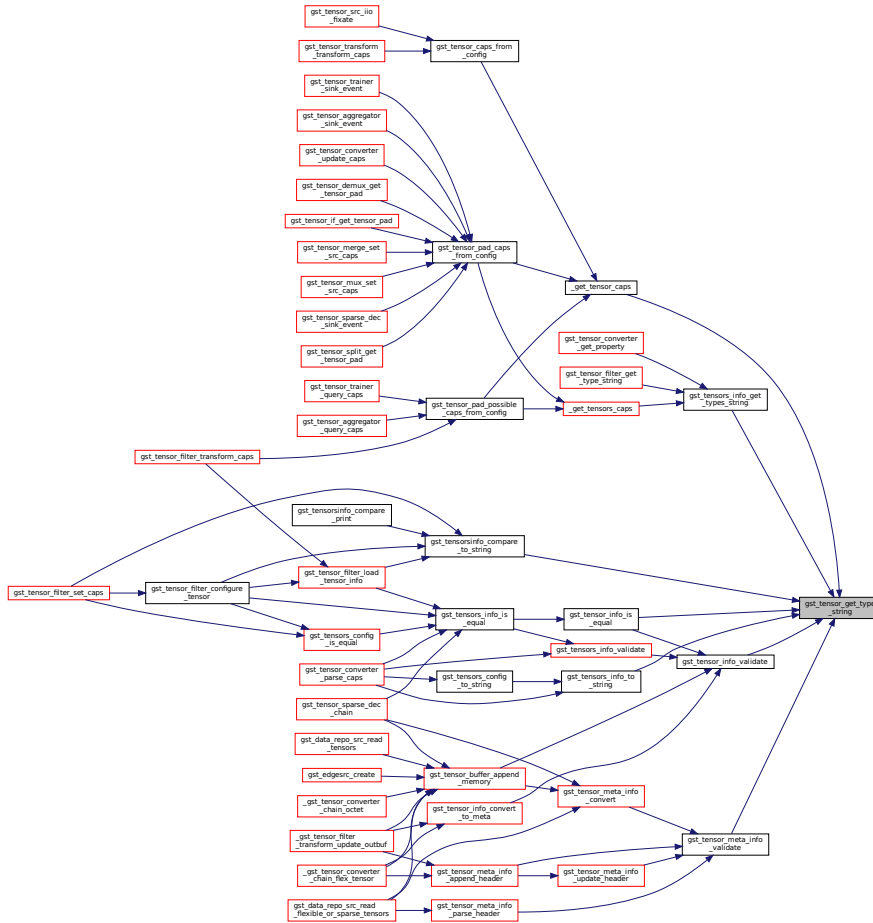 gst_tensor_src_iio
_fixate
gst_tensor_transform
_transform_caps
gst_tensor_caps_from
_config
gst_tensor_trainer
_sink_event
gst_tensor_aggregator
_sink_event
gst_tensor_converter
_update_caps
gst_tensor_demux_get
_tensor_pad
gst_tensor_if_get_tensor_pad
gst_tensor_merge_set
_src_caps
gst_tensor_pad_caps
_from_config
gst_tensor_mux_set
_src_caps
_get_tensor_caps
gst_tensor_sparse_dec
_sink_event
gst_tensor_split_get
_tensor_pad
gst_tensor_converter
_get_property
gst_tensor_filter_get
_type_string
gst_tensor_trainer
_query_caps
gst_tensors_info_get
_types_string
gst_tensor_pad_possible
_caps_from_config
_get_tensors_caps
gst_tensor_aggregator
_query_caps
gst_tensor_filter_transform_caps
gst_tensorsinfo_compare
_print
gst_tensorsinfo_compare
_to_string
gst_tensor_filter_load
_tensor_info
gst_tensor_filter_set_caps
gst_tensor_filter_configure
_tensor
gst_tensor_get_type
_string
gst_tensors_info_is
_equal
gst_tensor_info_is
_equal
gst_tensors_config
_is_equal
gst_tensors_info_validate
gst_tensor_info_validate
gst_tensor_converter
_parse_caps
gst_tensors_config
_to_string
gst_tensors_info_to
_string
gst_tensor_sparse_dec
_chain
gst_data_repo_src_read
_tensors
gst_edgesrc_create
gst_tensor_buffer_append
_memory
gst_tensor_meta_info
_convert
_gst_tensor_converter
_chain_octet
gst_tensor_info_convert
_to_meta
_gst_tensor_filter
_transform_update_outbuf
gst_tensor_meta_info
_validate
_gst_tensor_converter
_chain_flex_tensor
gst_tensor_meta_info
_append_header
gst_tensor_meta_info
_update_header
gst_data_repo_src_read
_flexible_or_sparse_tensors
gst_tensor_meta_info
_parse_header